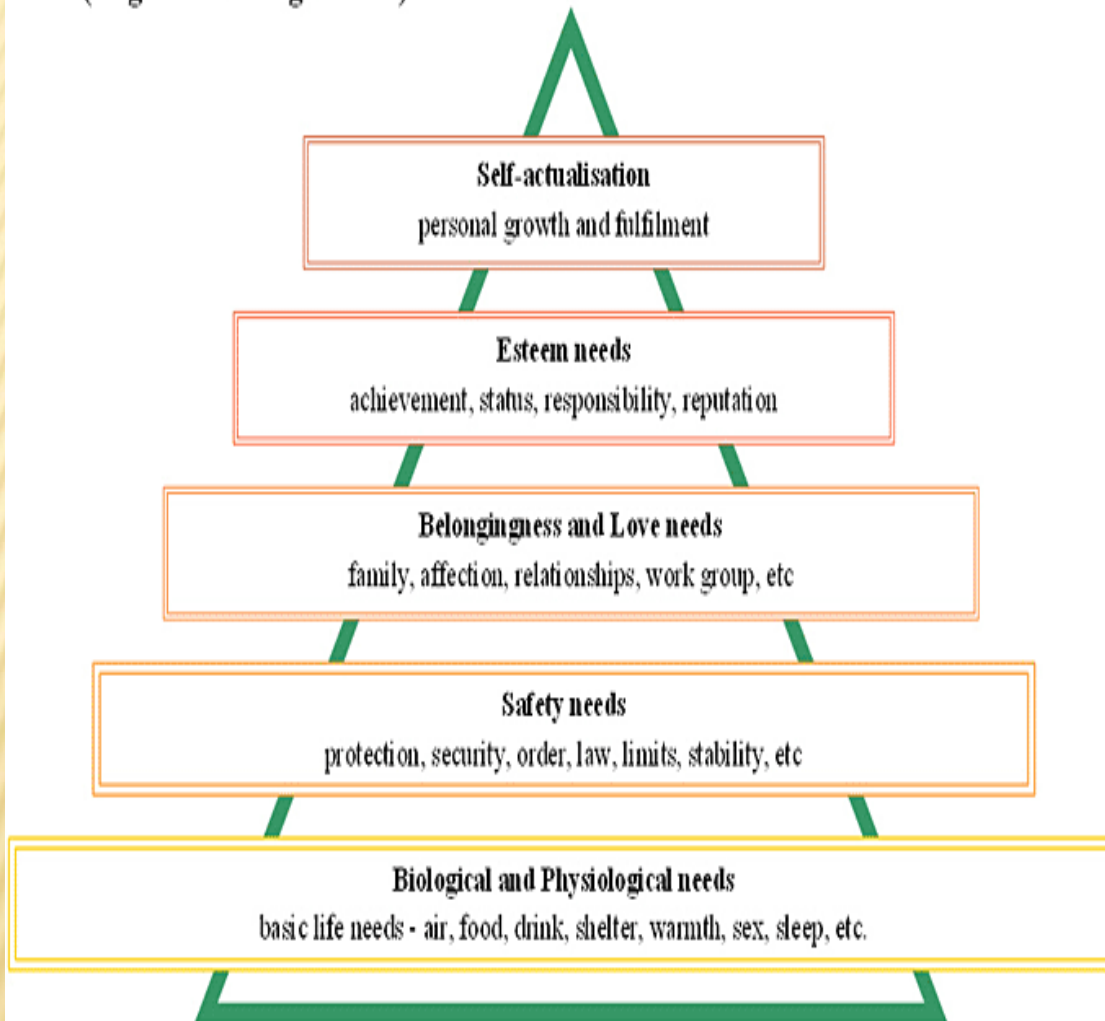 Self-actualisation
personal growth and fulfilment
Esteem needs
achievement, status, responsibility, reputation
Belongingness and Love needs
family, affection, relationships, work group, etc
Safety needs
protection, security, order, law, limits, stability, etc
Biological and Physiological needs
basic life needs - air, food, drink, shelter, warmth, sex, sleep, etc.